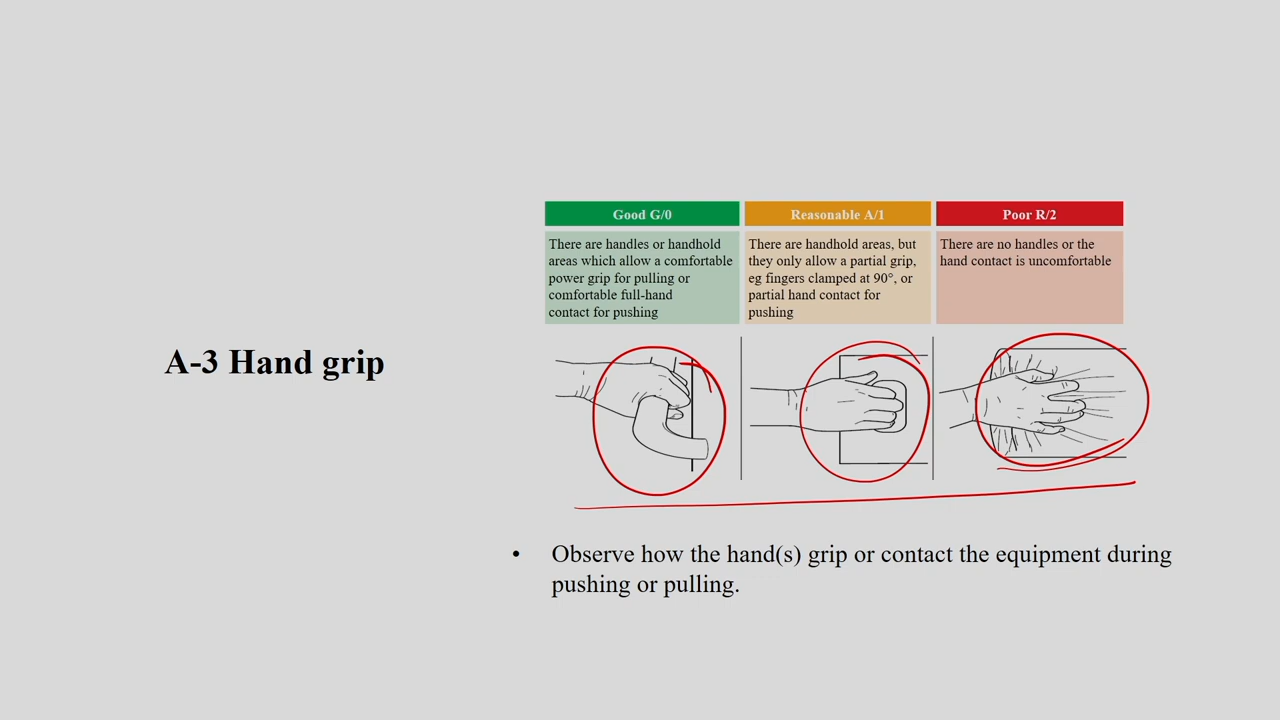 A-3 Hand grip
Good G/0
There are handles or handhold
areas which allow a comfortable
power grip for pulling or
comfortable full-hand
contact for pushing
Reasonable A/1
There are handhold areas, but
they only allow a partial grip,
eg fingers clamped at 90°, or
partial hand contact for
pushing
Poor R/2
There are no handles or the
hand contact is uncomfortable
• Observe how the hand(s) grip or contact the equipment during
pushing or pulling.